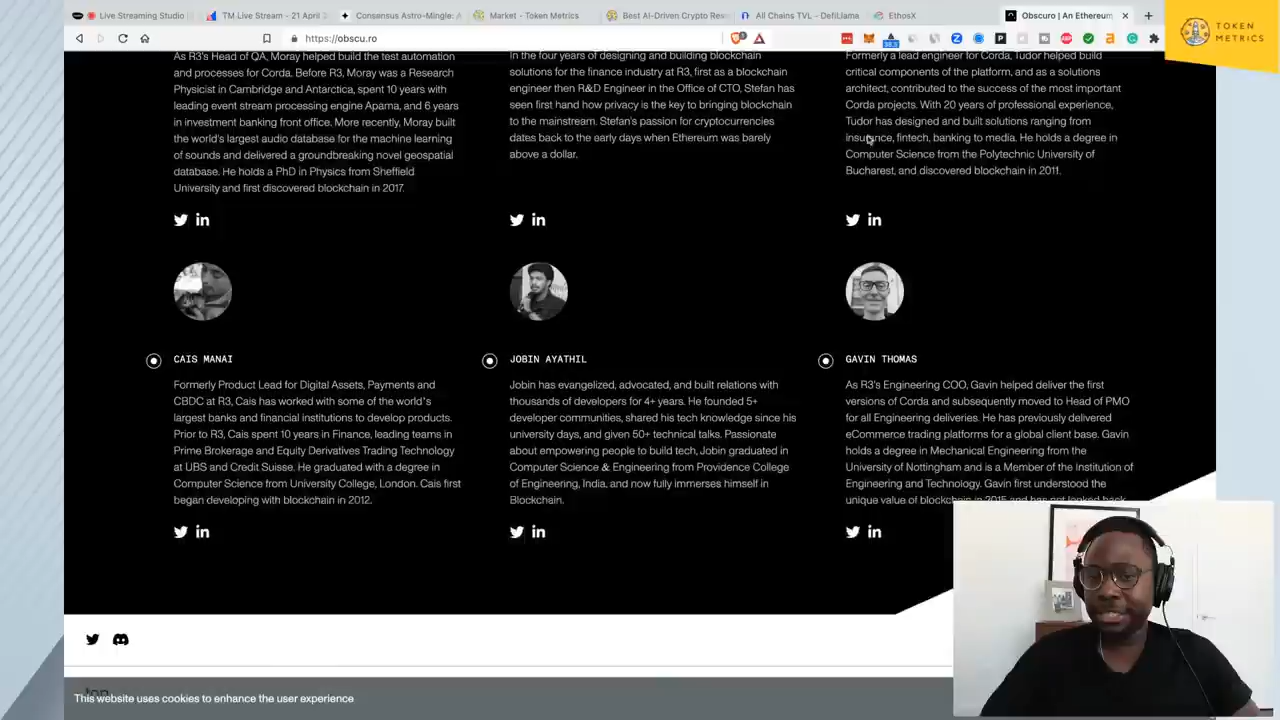 Live Streaming Studio
TM Live Stream - 21 April
Consensus Astro-Mingle: A
Market - Token Metrics
Best AI-Driven Crypto Res
All Chains TVL - DefiLlama
EthosX
Obscuro | An Ethereum
https://obscu.ro
TOKEN
METRICS
As R3's Head of QA, Moray helped build the test automation
and processes for Corda. Before R3, Moray was a Research
Physicist in Cambridge and Antarctica, spent 10 years with
leading event stream processing engine Apama, and 6 years
in investment banking front office. More recently, Moray built
the world's largest audio database for the machine learning
of sounds and delivered a groundbreaking novel geospatial
database. He holds a PhD in Physics from Sheffield
University and first discovered blockchain in 2017.
In the four years of designing and building blockchain
solutions for the finance industry at R3, first as a blockchain
engineer then R&D Engineer in the Office of CTO, Stefan has
seen first hand how privacy is the key to bringing blockchain
to the mainstream. Stefan's passion for cryptocurrencies
dates back to the early days when Ethereum was barely
above a dollar.
Formerly a lead engineer for Corda, Tudor helped build
critical components of the platform, and as a solutions
architect, contributed to the success of the most important
Corda projects. With 20 years of professional experience,
Tudor has designed and built solutions ranging from
insurance, fintech, banking to media. He holds a degree in
Computer Science from the Polytechnic University of
Bucharest, and discovered blockchain in 2011.
CAIS MANAI
Formerly Product Lead for Digital Assets, Payments and
CBDC at R3, Cais has worked with some of the world's
largest banks and financial institutions to develop products.
Prior to R3, Cais spent 10 years in Finance, leading teams in
Prime Brokerage and Equity Derivatives Trading Technology
at UBS and Credit Suisse. He graduated with a degree in
Computer Science from University College, London. Cais first
began developing with blockchain in 2012.
JOBIN AYATHIL
Jobin has evangelized, advocated, and built relations with
thousands of developers for 4+ years. He founded 5+
developer communities, shared his tech knowledge since his
university days, and given 50+ technical talks. Passionate
about empowering people to build tech, Jobin graduated in
Computer Science & Engineering from Providence College
of Engineering, India, and now fully immerses himself in
Blockchain.
GAVIN THOMAS
As R3's Engineering COO, Gavin helped deliver the first
versions of Corda and subsequently moved to Head of PMO
for all Engineering deliveries. He has previously delivered
eCommerce trading platforms for a global client base. Gavin
holds a degree in Mechanical Engineering from the
University of Nottingham and is a Member of the Institution of
Engineering and Technology. Gavin first understood the
unique value of blockchain in 2015 and has not looked back.
This website uses cookies to enhance the user experience